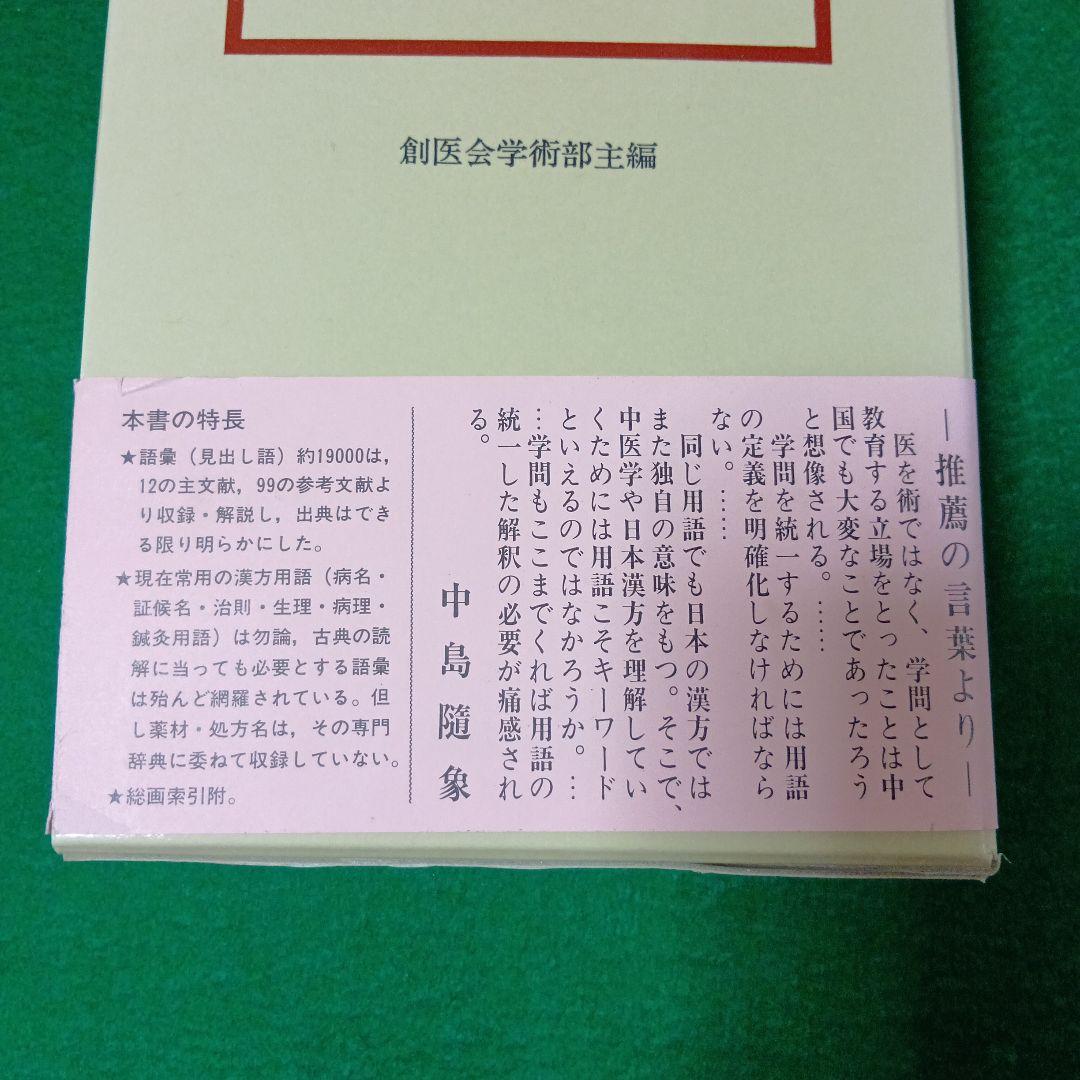 創医会学術部主編
本書の特長
★語彙（見出し語）約19000は，
12の主文献，99の参考文献よ
り収録・解説し，出典はでき
る限り明らかにした。
★現在常用の漢方用語（病名・
証候名・治則・生理・病理・
鍼灸用語）は勿論，古典の読
解に当っても必要とする語彙
は殆んど網羅されている。但
し薬材・処方名は，その専門
辞典に委ねて収録していない。
★総画索引附。
―推薦の言葉より―
医を術ではなく、学問として
教育する立場をとったことは中
国でも大変なことであったろう
と想像される。……
学問を統一するためには用語
の定義を明確化しなければなら
ない。……
同じ用語でも日本の漢方では
また独自の意味をもつ。そこで、
中医学や日本漢方を理解してい
くためには用語こそキーワード
といえるのではなかろうか。…
…学問もここまでくれば用語の
統一した解釈の必要が痛感され
る。
中島隨象